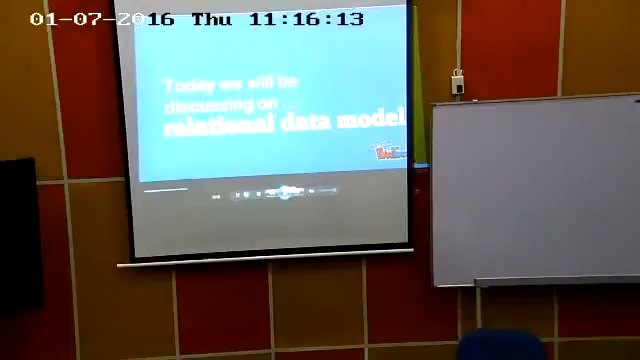 01-07-2016 Thu 11:16:13
Today we will be
discussing on ...
relational data model